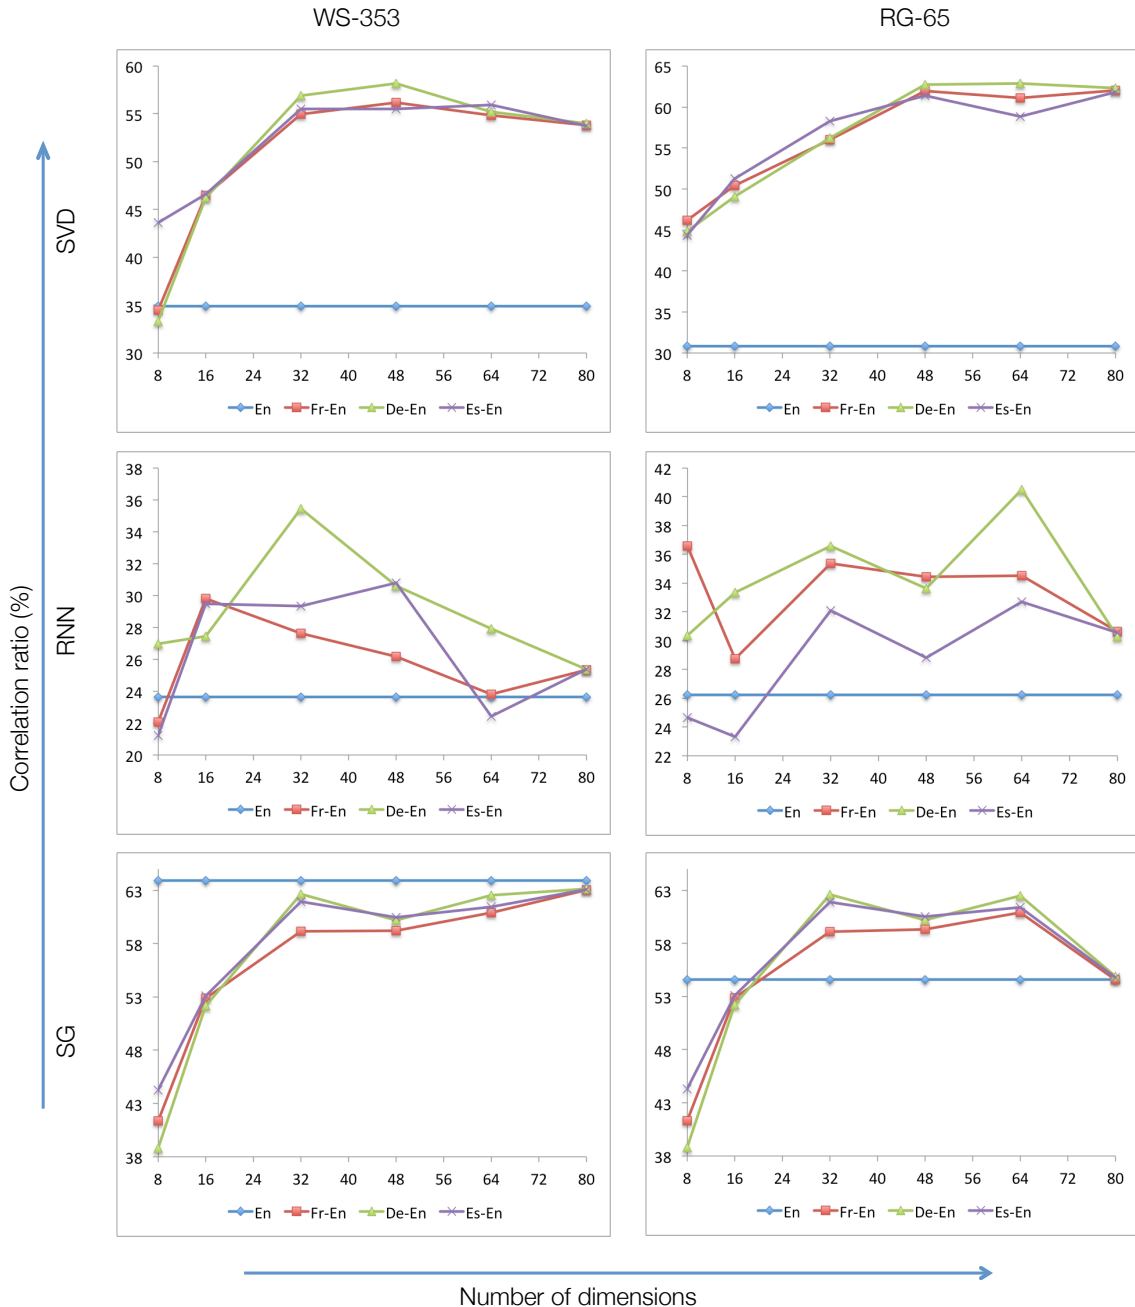 WS-353
RG-65
Correlation ratio (%)
SVD
60
55
50
45
40
35
30
8 16 24 32 40 48 56 64 72 80
En Fr-En De-En Es-En
65
60
55
50
45
40
35
30
8 16 24 32 40 48 56 64 72 80
En Fr-En De-En Es-En
RNN
38
36
34
32
30
28
26
24
22
20
8 16 24 32 40 48 56 64 72 80
En Fr-En De-En Es-En
42
40
38
36
34
32
30
28
26
24
22
8 16 24 32 40 48 56 64 72 80
En Fr-En De-En Es-En
SG
63
58
53
48
43
38
8 16 24 32 40 48 56 64 72 80
En Fr-En De-En Es-En
63
58
53
48
43
38
8 16 24 32 40 48 56 64 72 80
En Fr-En De-En Es-En
Number of dimensions